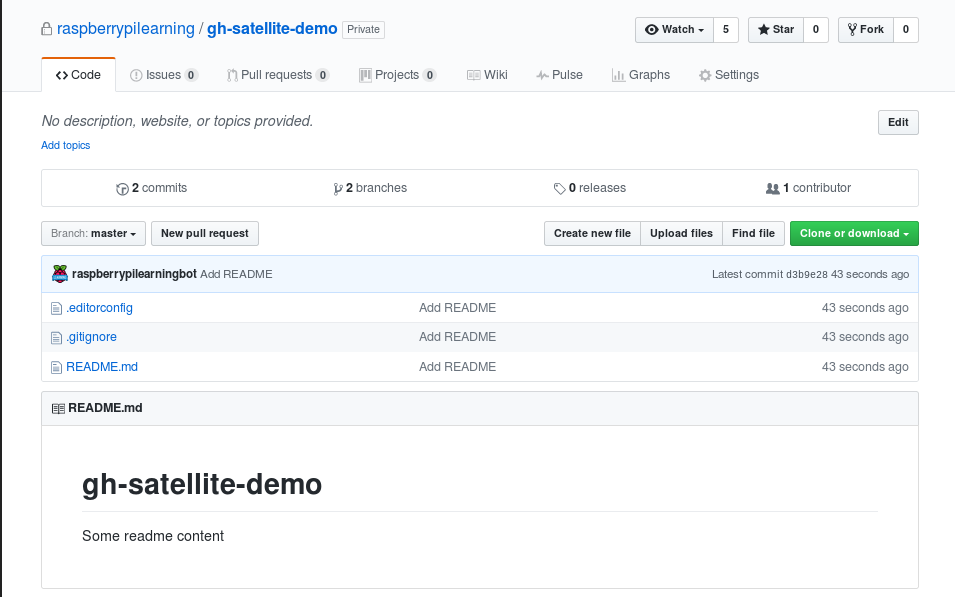 raspberrypilearning / gh-satellite-demo Private Watch 5 Star 0 Fork 0
Code Issues 0 Pull requests 0 Projects 0 Wiki Pulse Graphs Settings
No description, website, or topics provided. Edit
Add topics
2 commits 2 branches 0 releases 1 contributor
Branch: master New pull request Create new file Upload files Find file Clone or download
raspberrypilearningbot Add README Latest commit d3b9e28 43 seconds ago
.editorconfig Add README 43 seconds ago
.gitignore Add README 43 seconds ago
README.md Add README 43 seconds ago
README.md
gh-satellite-demo
Some readme content